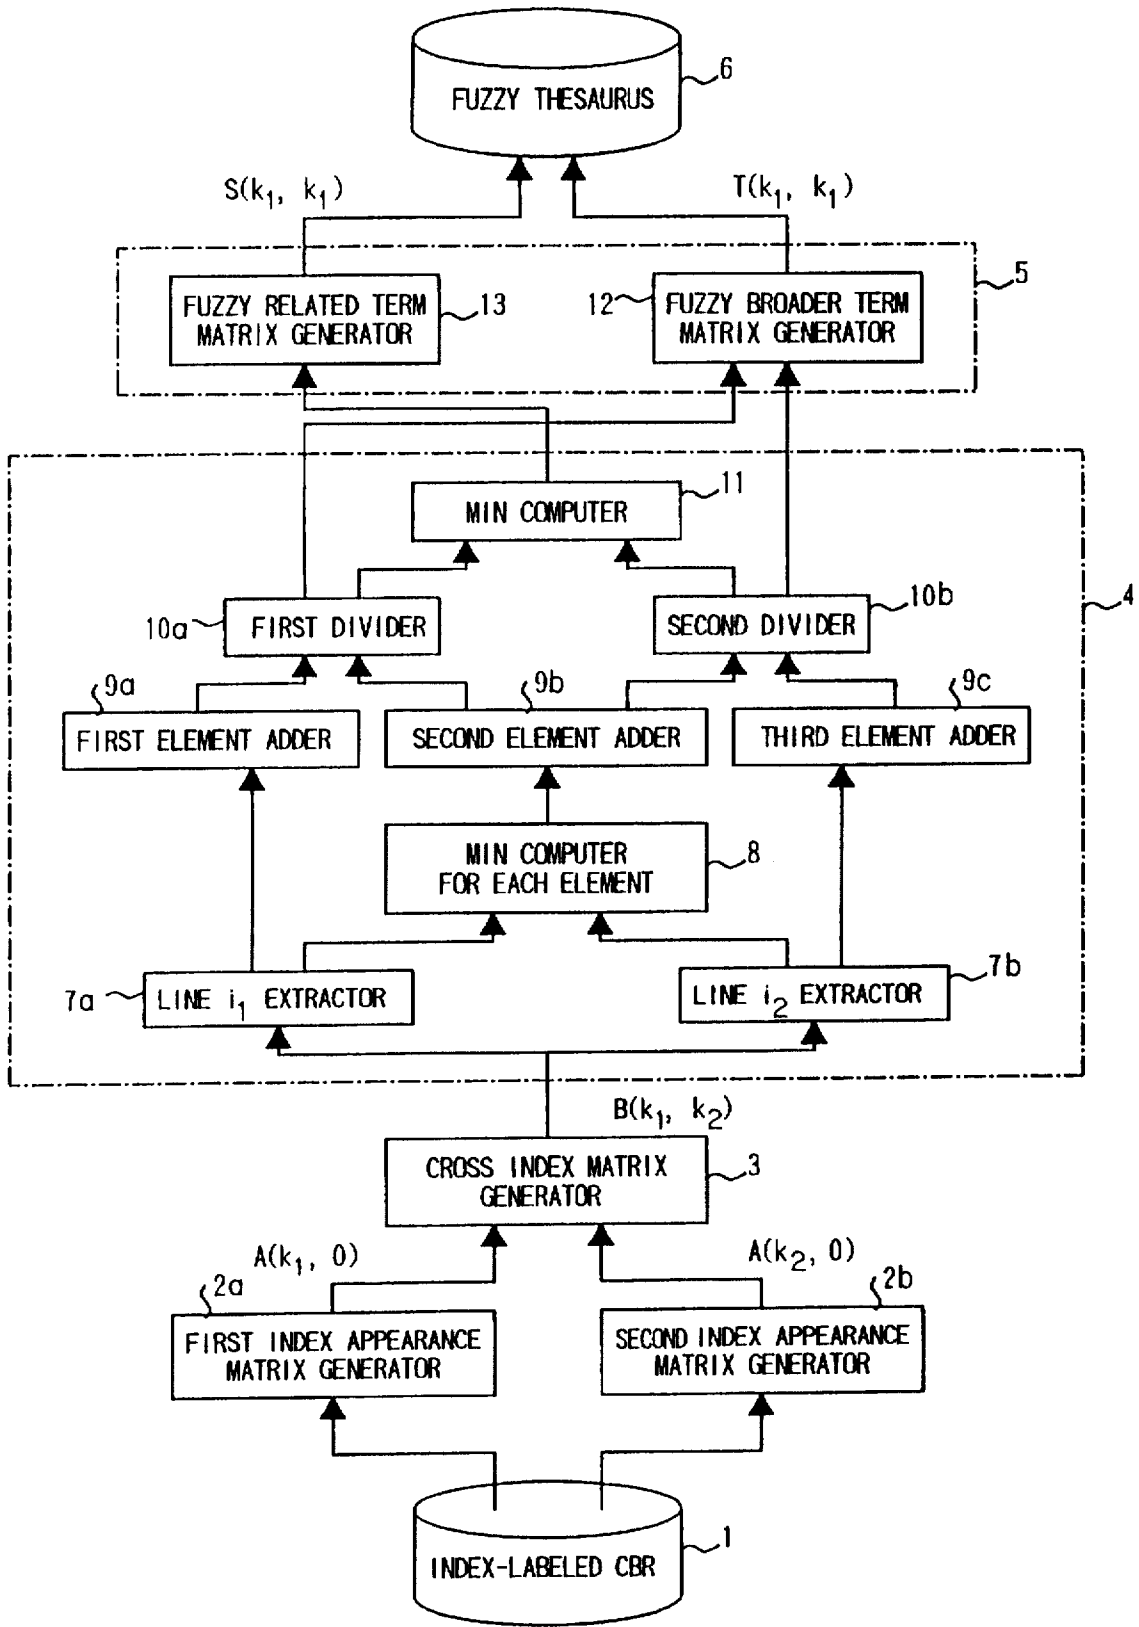 6
FUZZY THESAURUS
S(k1, k1)
T(k1, k1)
5
FUZZY RELATED TERM
MATRIX GENERATOR
13
12
FUZZY BROADER TERM
MATRIX GENERATOR
11
MIN COMPUTER
4
10a
FIRST DIVIDER
SECOND DIVIDER
10b
9a
9b
9c
FIRST ELEMENT ADDER
SECOND ELEMENT ADDER
THIRD ELEMENT ADDER
MIN COMPUTER
FOR EACH ELEMENT
8
7a
LINE i1 EXTRACTOR
LINE i2 EXTRACTOR
7b
B(k1, k2)
CROSS INDEX MATRIX
GENERATOR
3
A(k1, 0)
A(k2, 0)
2a
2b
FIRST INDEX APPEARANCE
MATRIX GENERATOR
SECOND INDEX APPEARANCE
MATRIX GENERATOR
1
INDEX-LABELED CBR